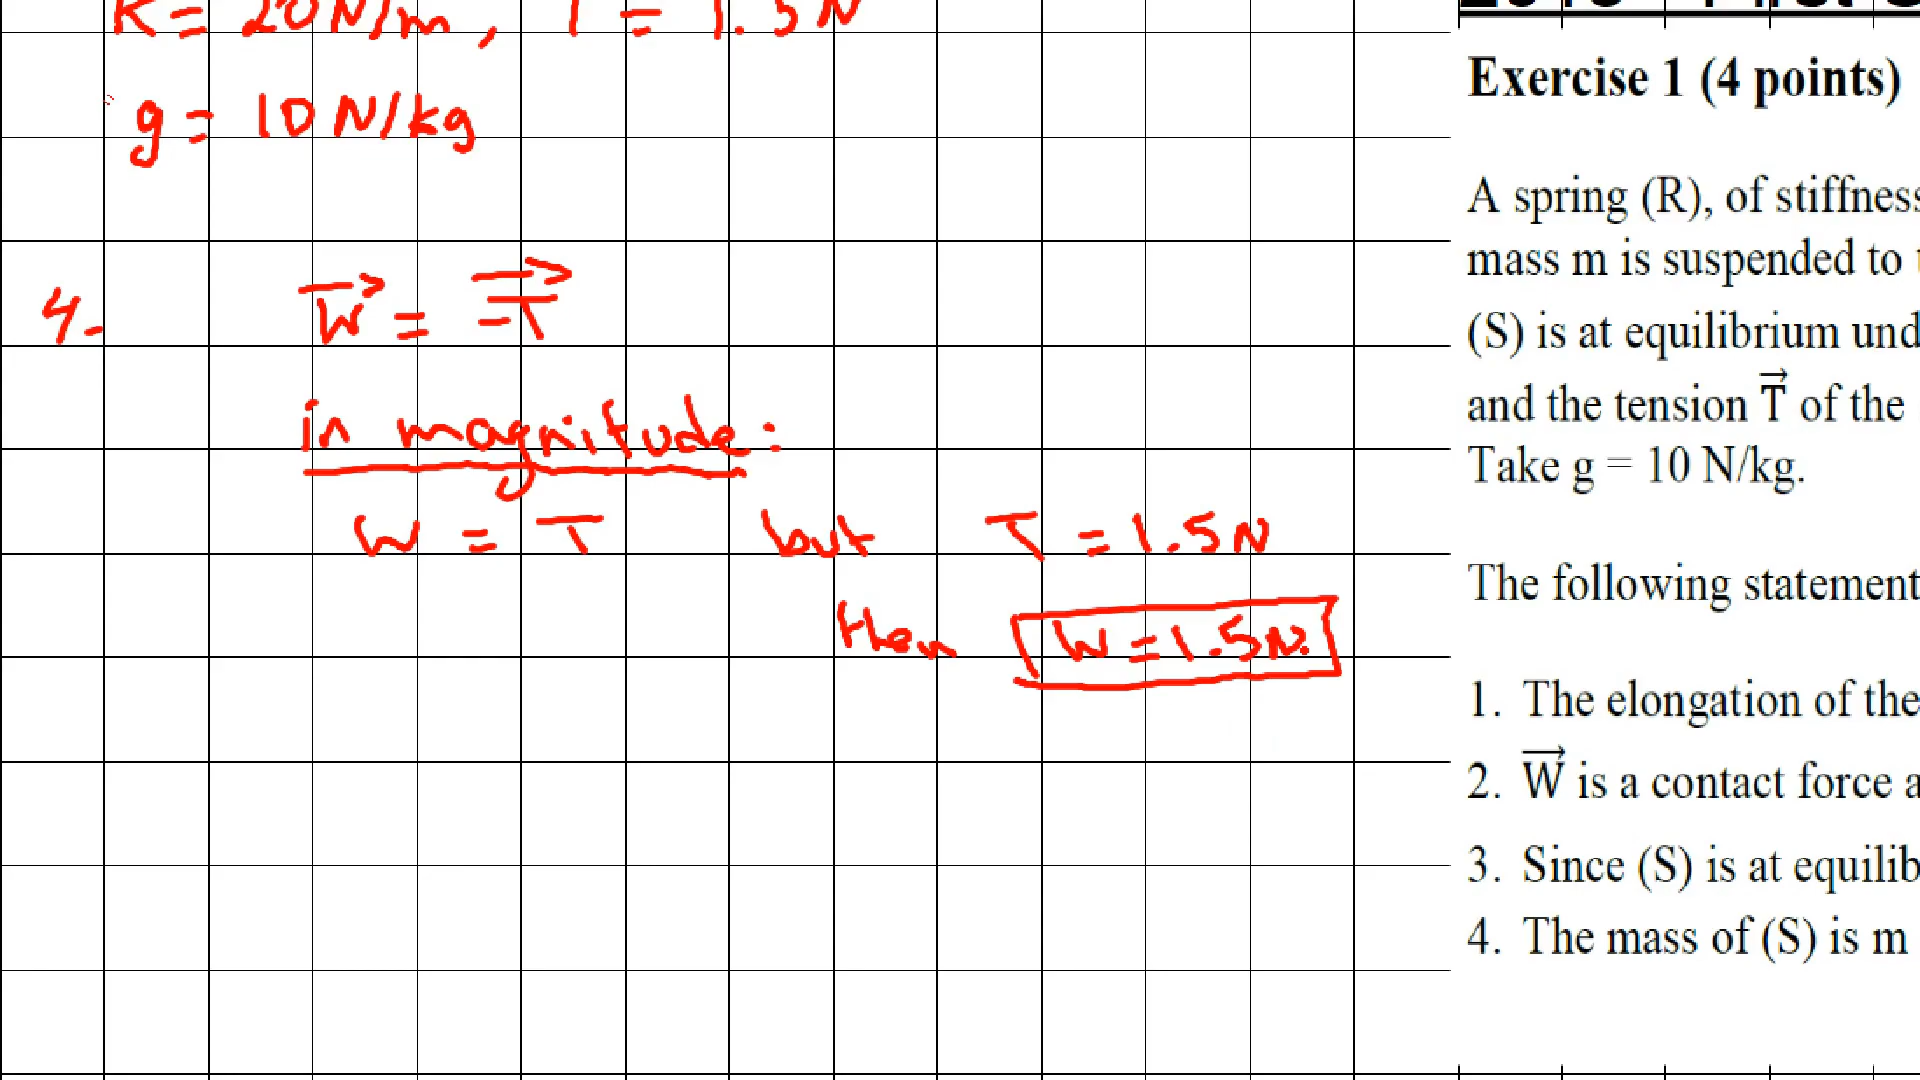 K = 20 N/m, T = 1.5 N
g = 10 N/kg
4- W = -T
in magnitude:
W = T but T = 1.5 N
then W = 1.5 N.
Exercise 1 (4 points)
A spring (R), of stiffness
mass m is suspended to
(S) is at equilibrium und
and the tension T of the
Take g = 10 N/kg.
The following statement
1. The elongation of the
2. W is a contact force a
3. Since (S) is at equilib
4. The mass of (S) is m